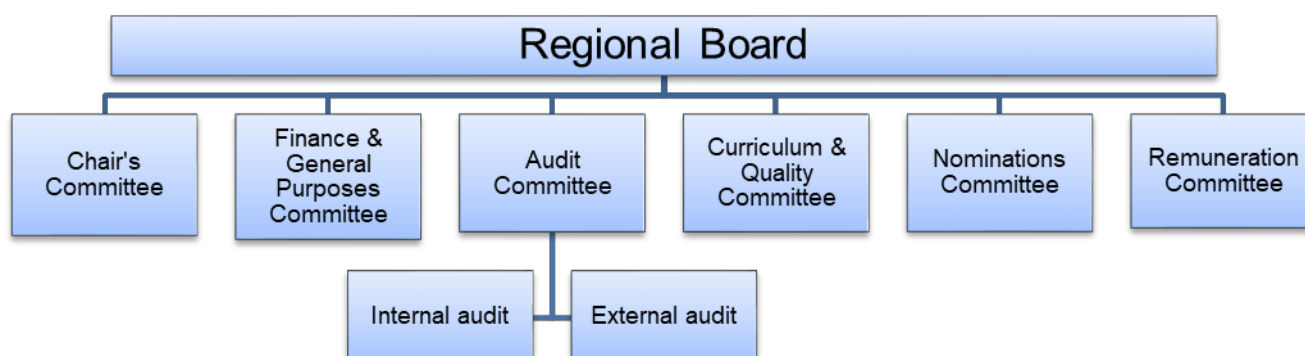 Regional Board
Chair's
Committee
Finance &
General
Purposes
Committee
Audit
Committee
Curriculum &
Quality
Committee
Nominations
Committee
Remuneration
Committee
Internal audit
External audit